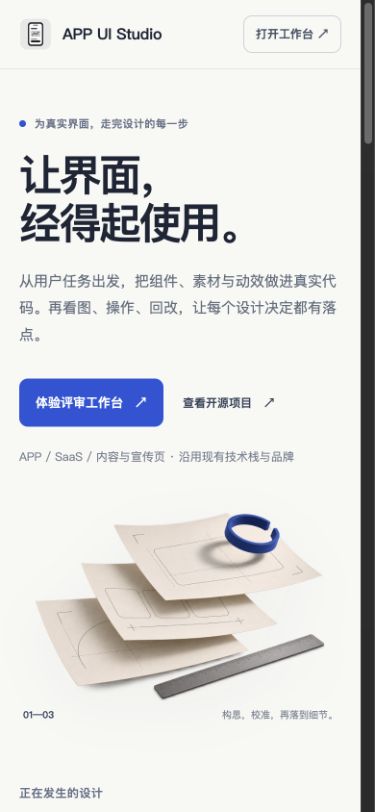 APP UI Studio
打开工作台 ↗
为真实界面，走完设计的每一步
让界面，
经得起使用。
从用户任务出发，把组件、素材与动效做进真实代
码。再看图、操作、回改，让每个设计决定都有落
点。
体验评审工作台 ↗
查看开源项目 ↗
APP / SaaS / 内容与宣传页 · 沿用现有技术栈与品牌
01—03
构思，校准，再落到细节。
正在发生的设计